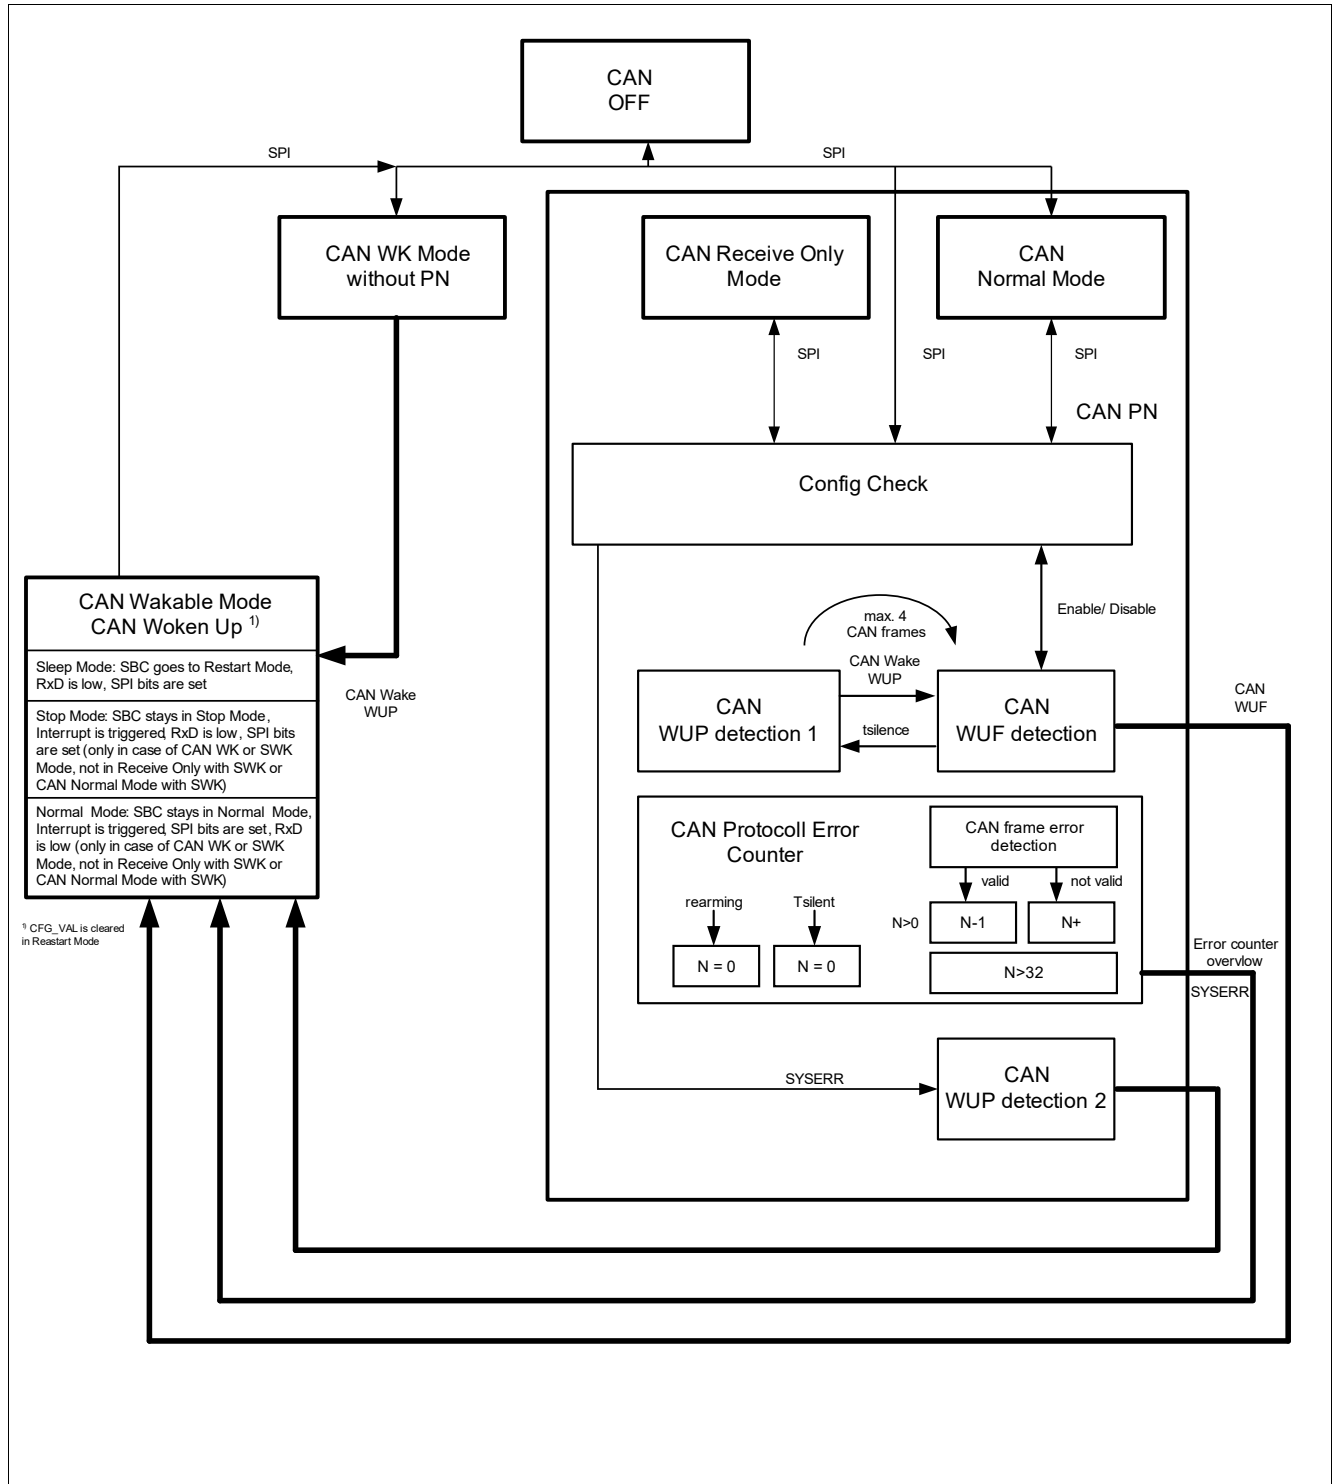 CAN
OFF
SPI
SPI
CAN WK Mode
without PN
CAN Receive Only
Mode
CAN
Normal Mode
SPI
SPI
SPI
CAN PN
Config Check
CAN Wakable Mode
CAN Woken Up 1)
Sleep Mode: SBC goes to Restart Mode,
RxD is low, SPI bits are set
Stop Mode: SBC stays in Stop Mode,
Interrupt is triggered, RxD is low, SPI bits
are set (only in case of CAN WK or SWK
Mode, not in Receive Only with SWK or
CAN Normal Mode with SWK)
Normal Mode: SBC stays in Normal Mode,
Interrupt is triggered, SPI bits are set, RxD
is low (only in case of CAN WK or SWK
Mode, not in Receive Only with SWK or
CAN Normal Mode with SWK)
1) CFG_VAL is cleared
in Reastart Mode
CAN Wake
WUP
max. 4
CAN frames
Enable/ Disable
CAN Wake
WUP
CAN
WUP detection 1
tsilence
CAN
WUF detection
CAN
WUF
CAN Protocoll Error
Counter
CAN frame error
detection
valid
not valid
rearming
Tsilent
N>0
N-1
N+
N = 0
N = 0
N>32
Error counter
overvlow
SYSERR
SYSERR
CAN
WUP detection 2